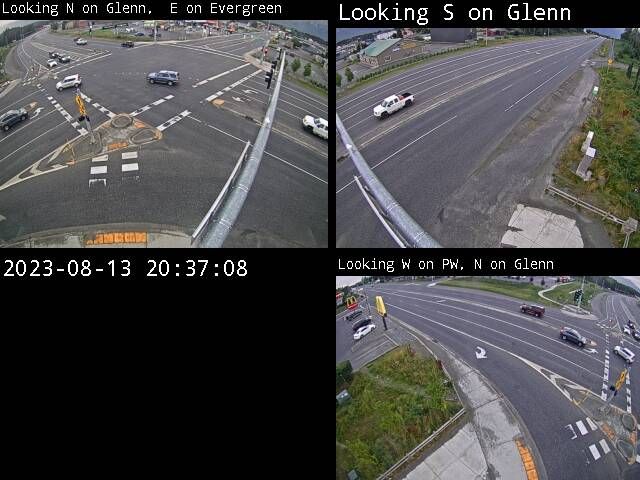 Looking N on Glenn,  E on Evergreen
Looking S on Glenn
2023-08-13 20:37:08
Looking W on PW, N on Glenn